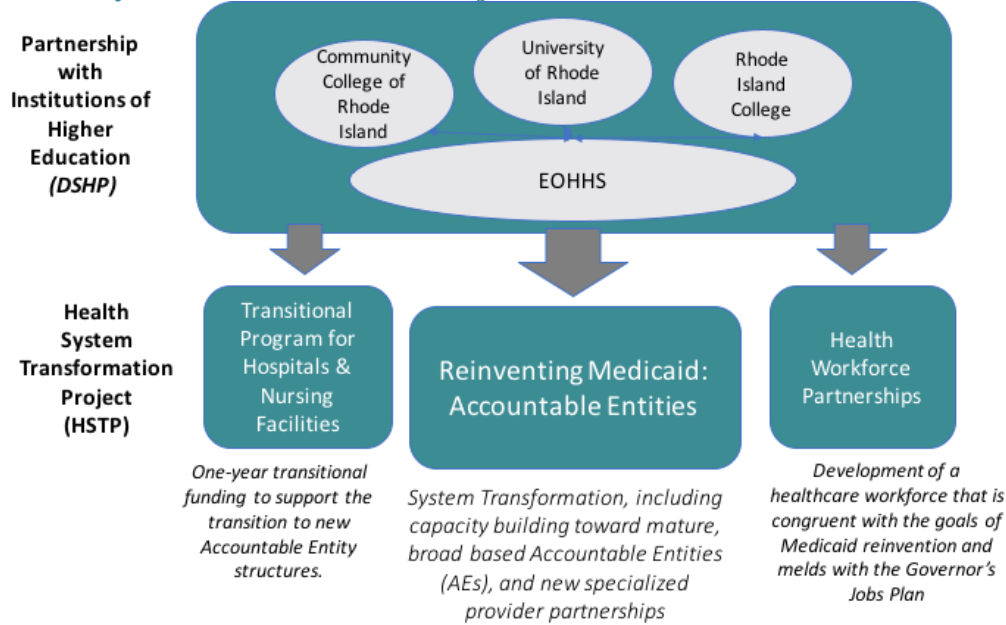 Partnership
with
Institutions of
Higher
Education
(DSHP)
Community
College of
Rhode
Island
University
of Rhode
Island
Rhode
Island
College
EOHHS
Health
System
Transformation
Project
(HSTP)
Transitional
Program for
Hospitals &
Nursing
Facilities
Reinventing Medicaid:
Accountable Entities
Health
Workforce
Partnerships
One-year transitional
funding to support the
transition to new
Accountable Entity
structures.
System Transformation, including
capacity building toward mature,
broad based Accountable Entities
(AEs), and new specialized
provider partnerships
Development of a
healthcare workforce that is
congruent with the goals of
Medicaid reinvention and
melds with the Governor's
Jobs Plan